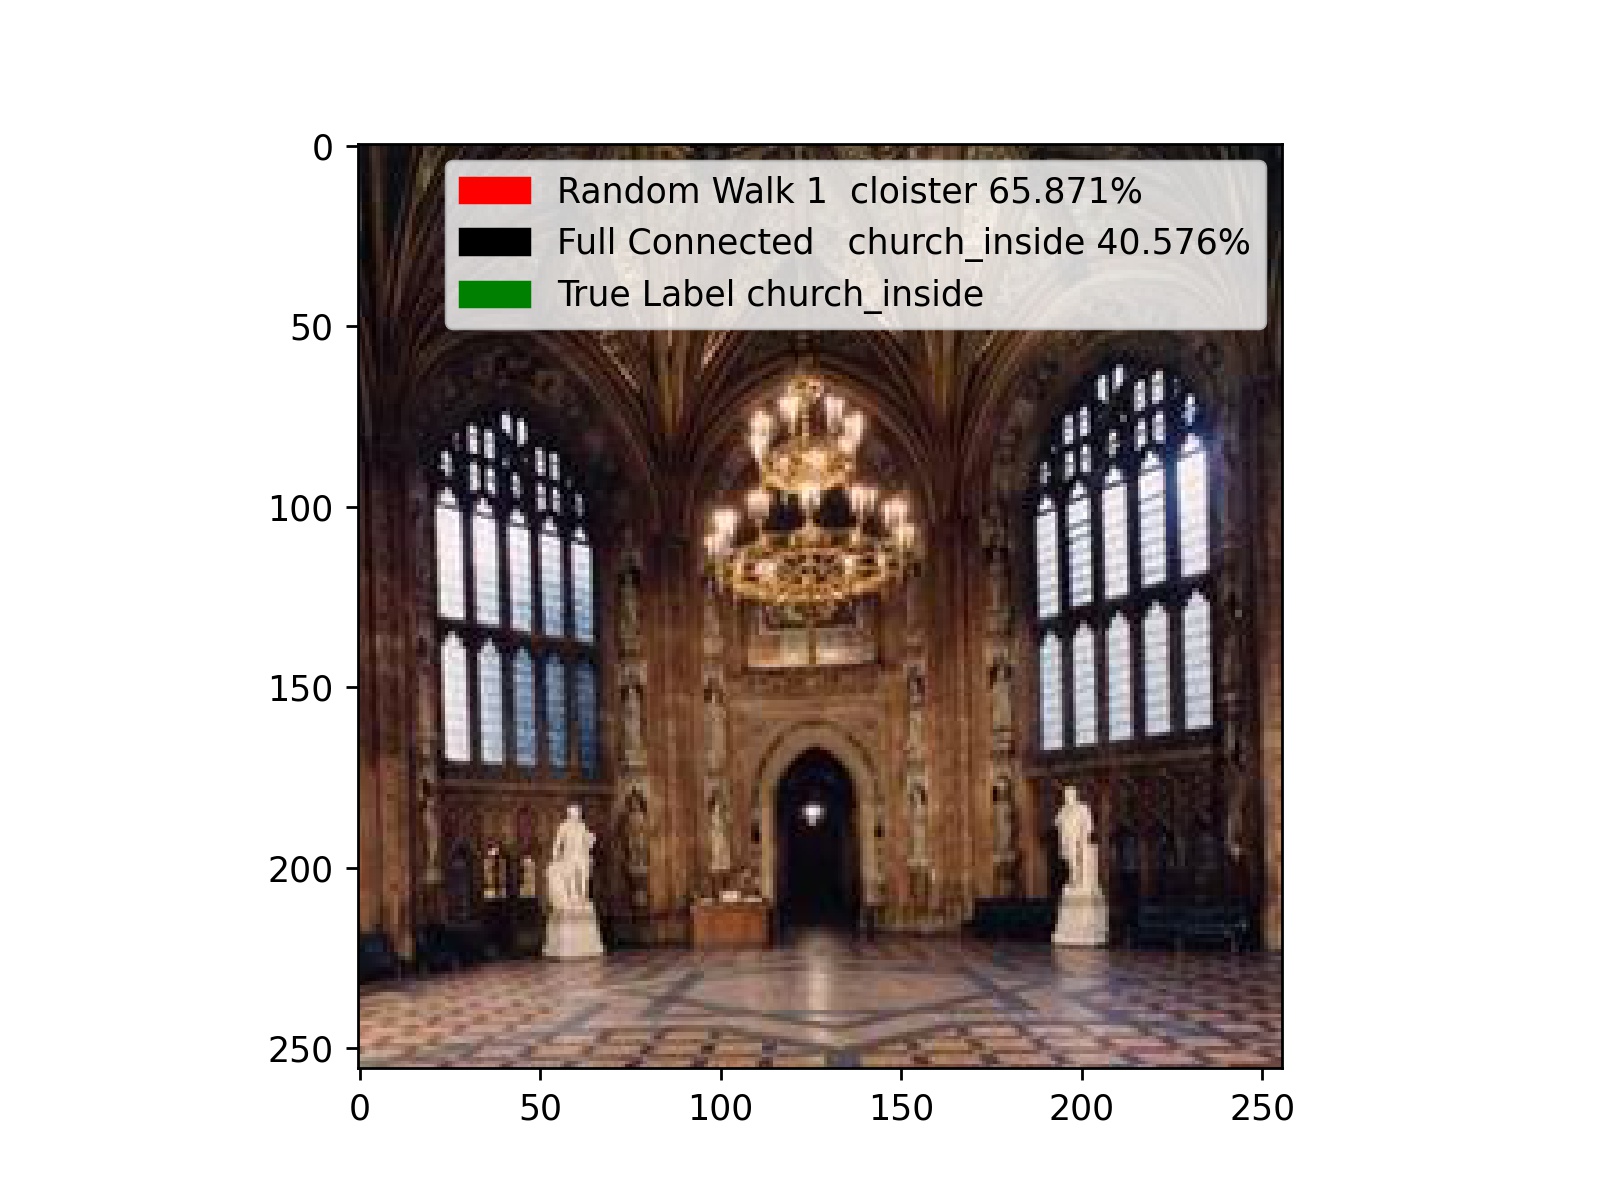 Random Walk 1  cloister 65.871%
Full Connected   church_inside 40.576%
True Label church_inside
0
50
100
150
200
250
0 50 100 150 200 250